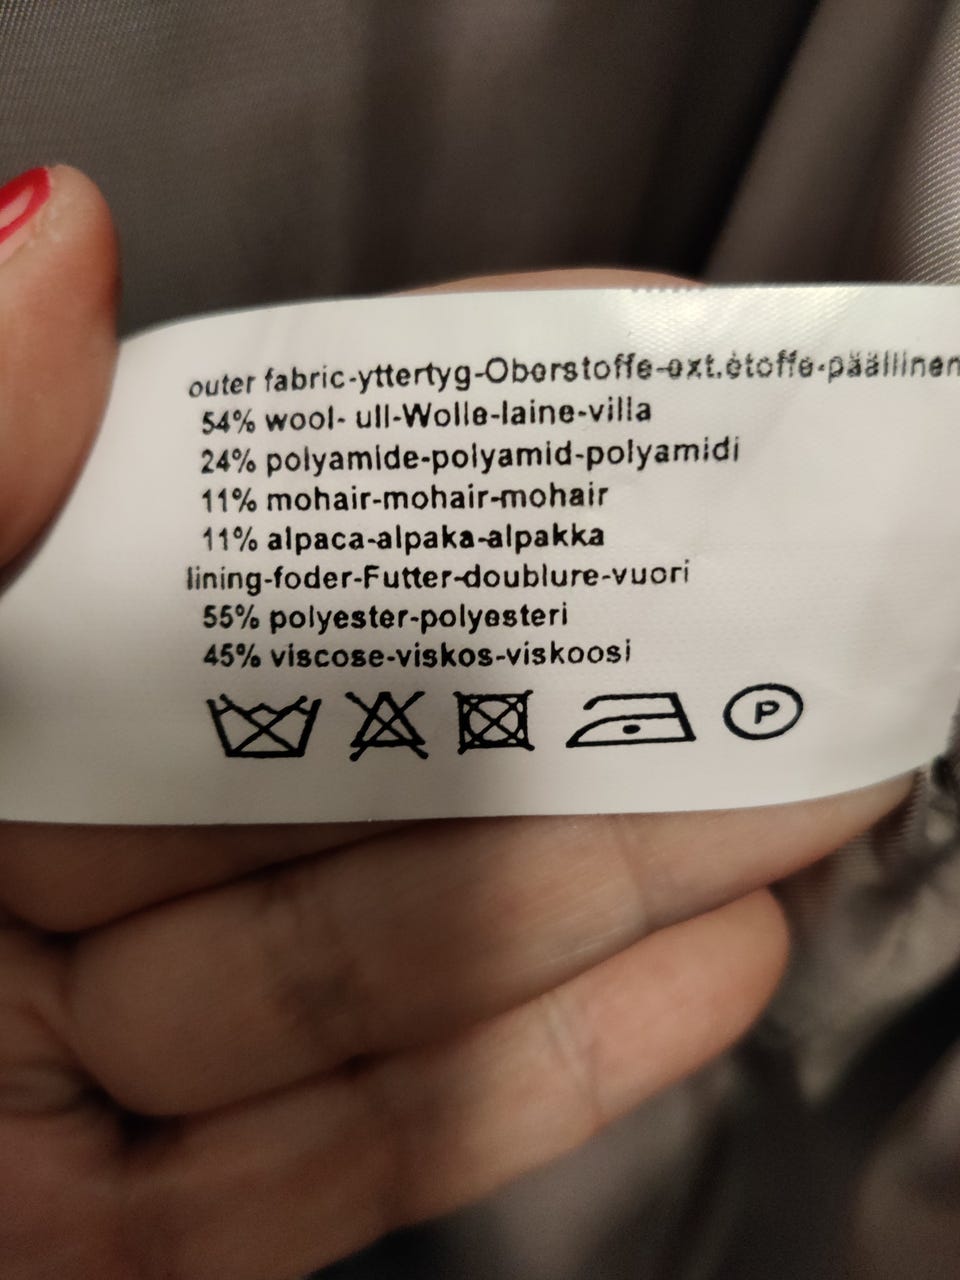 outer fabric-yttertyg-Oberstoffe-ext.étoffe-päällinen
54% wool- ull-Wolle-laine-villa
24% polyamide-polyamid-polyamidi
11% mohair-mohair-mohair
11% alpaca-alpaka-alpakka
lining-foder-Futter-doublure-vuori
55% polyester-polyesteri
45% viscose-viskos-viskoosi
P